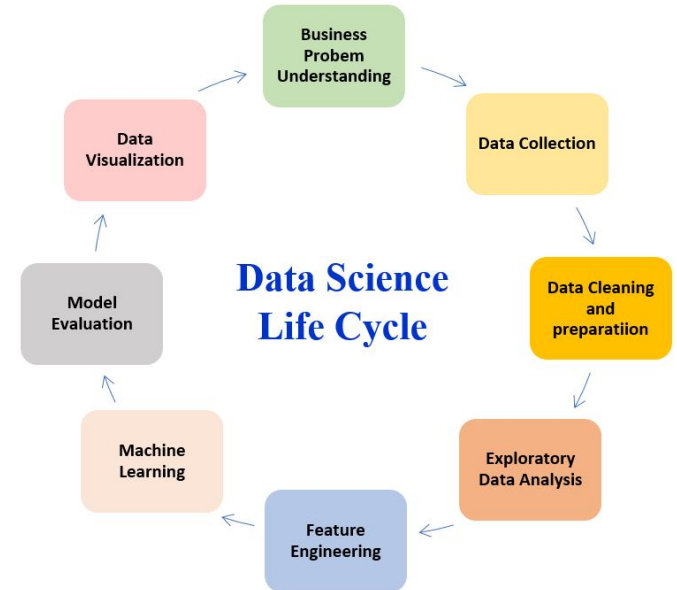 Business
Probem
Understanding
Data Collection
Data Cleaning
and
preparatiion
Exploratory
Data Analysis
Feature
Engineering
Machine
Learning
Model
Evaluation
Data
Visualization
Data Science
Life Cycle